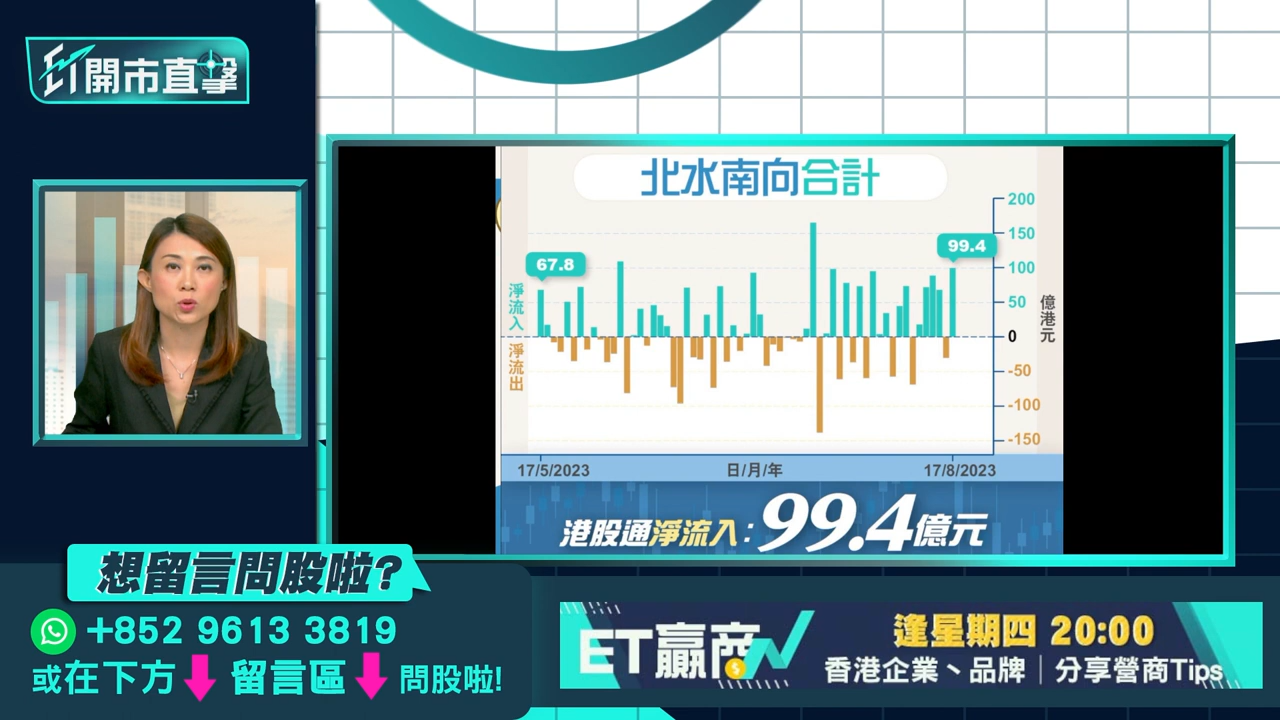 ET開市直擊
北水南向合計
200
150
100
50
0
-50
-100
-150
67.8
99.4
淨流入
淨流出
億港元
17/5/2023
日/月/年
17/8/2023
港股通淨流入:99.4億元
想留言問股啦?
+852 9613 3819
或在下方 留言區 問股啦!
ET贏商
逢星期四 20:00
香港企業、品牌|分享營商Tips